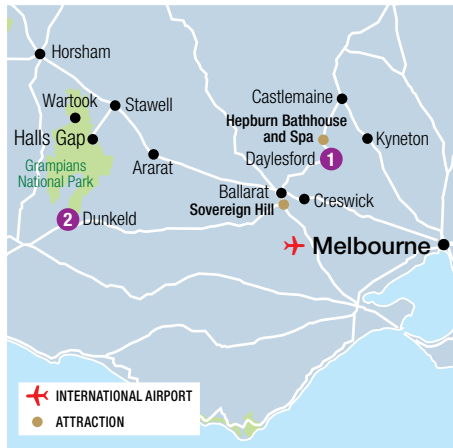 Horsham
Wartook
Stawell
Castlemaine
Hepburn Bathhouse
and Spa
Kyneton
Halls Gap
Daylesford 1
Grampians
National Park
Ararat
Ballarat
Creswick
Sovereign Hill
2 Dunkeld
Melbourne
INTERNATIONAL AIRPORT
ATTRACTION